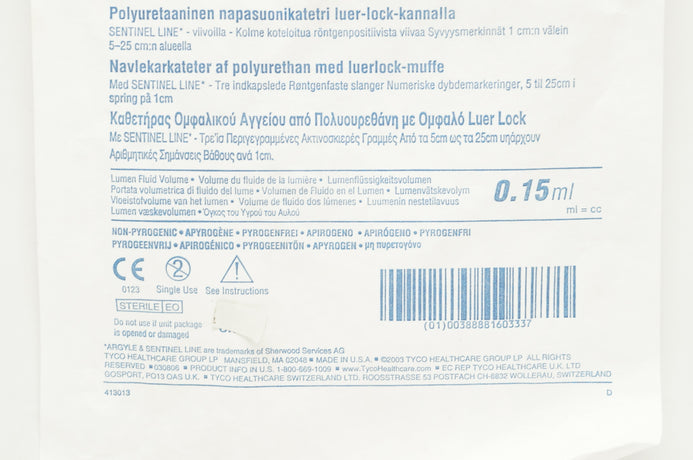 Polyuretaaninen napasuonikatetri luer-lock-kannalla
SENTINEL LINE* - viivoilla - Kolme koteloitua röntgenpositiivista viivaa Syvyysmerkinnät 1 cm:n välein
5–25 cm:n alueella
Navlekarkateter af polyurethan med luerlock-muffe
Med SENTINEL LINE* - Tre indkapslede Røntgenfaste slanger Numeriske dybdemarkeringer, 5 til 25cm i
spring på 1cm
Καθετήρας Ομφαλικού Αγγείου από Πολυουρεθάνη με Ομφαλό Luer Lock
Με SENTINEL LINE* - Τρεῖα Περιγεγραμμένες Ακτινοσκιερές Γραμμές Από τα 5cm ως τα 25cm υπάρχουν
Αριθμητικές Σημάνσεις Βάθους ανά 1cm.
Lumen Fluid Volume • Volume du fluide de la lumière • Lumenflüssigkeitsvolumen
Portata volumetrica di fluido del lume • Volumen de Fluido en el Lumen • Lumenvätskevolym
Vloeistofvolume van het lumen • Volume de fluido dos lúmenes • Luumenin nestetilavuus
Lumen væskevolumen • Όγκος του Υγρού του Αυλού
0.15ml
ml = cc
NON-PYROGENIC • APYROGÈNE • PYROGENFREI • APIROGENO • APIRÓGENO • PYROGENFRI
PYROGEENVRIJ • APIROGÉNICO • PYROGEENITÖN • APYROGEN • μη πυρετογόνο
CE
0123
2
Single Use
!
See Instructions
STERILE EO
Do not use if unit package
is opened or damaged
(01)00388881603337
*ARGYLE & SENTINEL LINE are trademarks of Sherwood Services AG
TYCO HEALTHCARE GROUP LP MANSFIELD, MA 02048 ■ MADE IN U.S.A. ■ ©2003 TYCO HEALTHCARE GROUP LP ALL RIGHTS
RESERVED ■ 030806 ■ PRODUCT INFO IN U.S. 1-800-669-1009 ■ www.TycoHealthcare.com ■ EC REP TYCO HEALTHCARE U.K. LTD
GOSPORT, PO13 OAS U.K. ■ TYCO HEALTHCARE SWITZERLAND LTD. ROOSSTRASSE 53 POSTFACH CH-8832 WOLLERAU, SWITZERLAND
413013
D